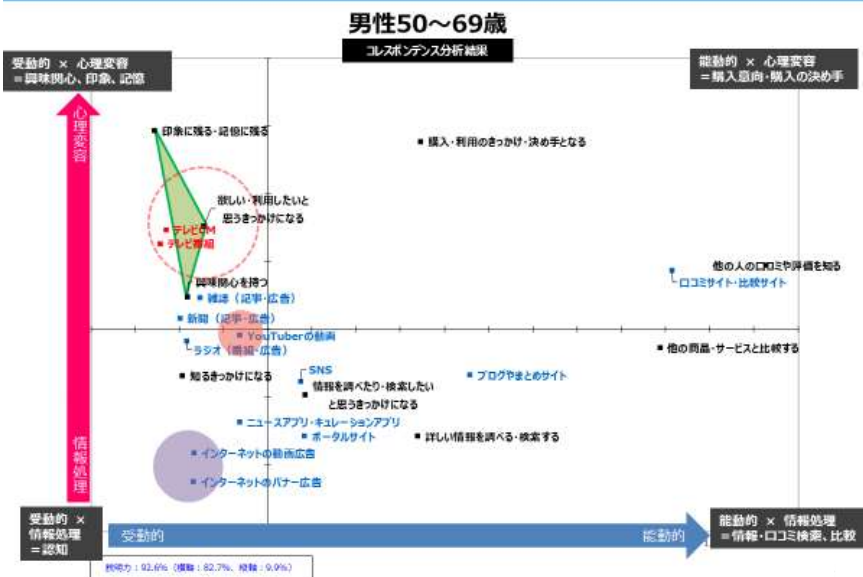 男性50～69歳
コレスポンデンス分析結果
受動的 × 心理変容
＝興味関心、印象、記憶
能動的 × 心理変容
＝購入意向・購入の決め手
心理変容
印象に残る・記憶に残る
購入・利用のきっかけ・決め手となる
欲しい・利用したいと
思うきっかけになる
テレビCM
テレビ番組
興味関心を持つ
雑誌（記事・広告）
他の人の口コミや評価を知る
口コミサイト・比較サイト
新聞（記事・広告）
YouTuberの動画
ラジオ（番組・広告）
他の商品・サービスと比較する
知るきっかけになる
SNS
ブログやまとめサイト
情報を調べたり・検索したい
と思うきっかけになる
ニュースアプリ・キュレーションアプリ
ポータルサイト
詳しい情報を調べる・検索する
インターネットの動画広告
インターネットのバナー広告
情報処理
受動的 ×
情報処理
＝認知
受動的
能動的
能動的 × 情報処理
＝情報・口コミ検索、比較
説明力：92.6%（横軸：82.7%、縦軸：9.9%）